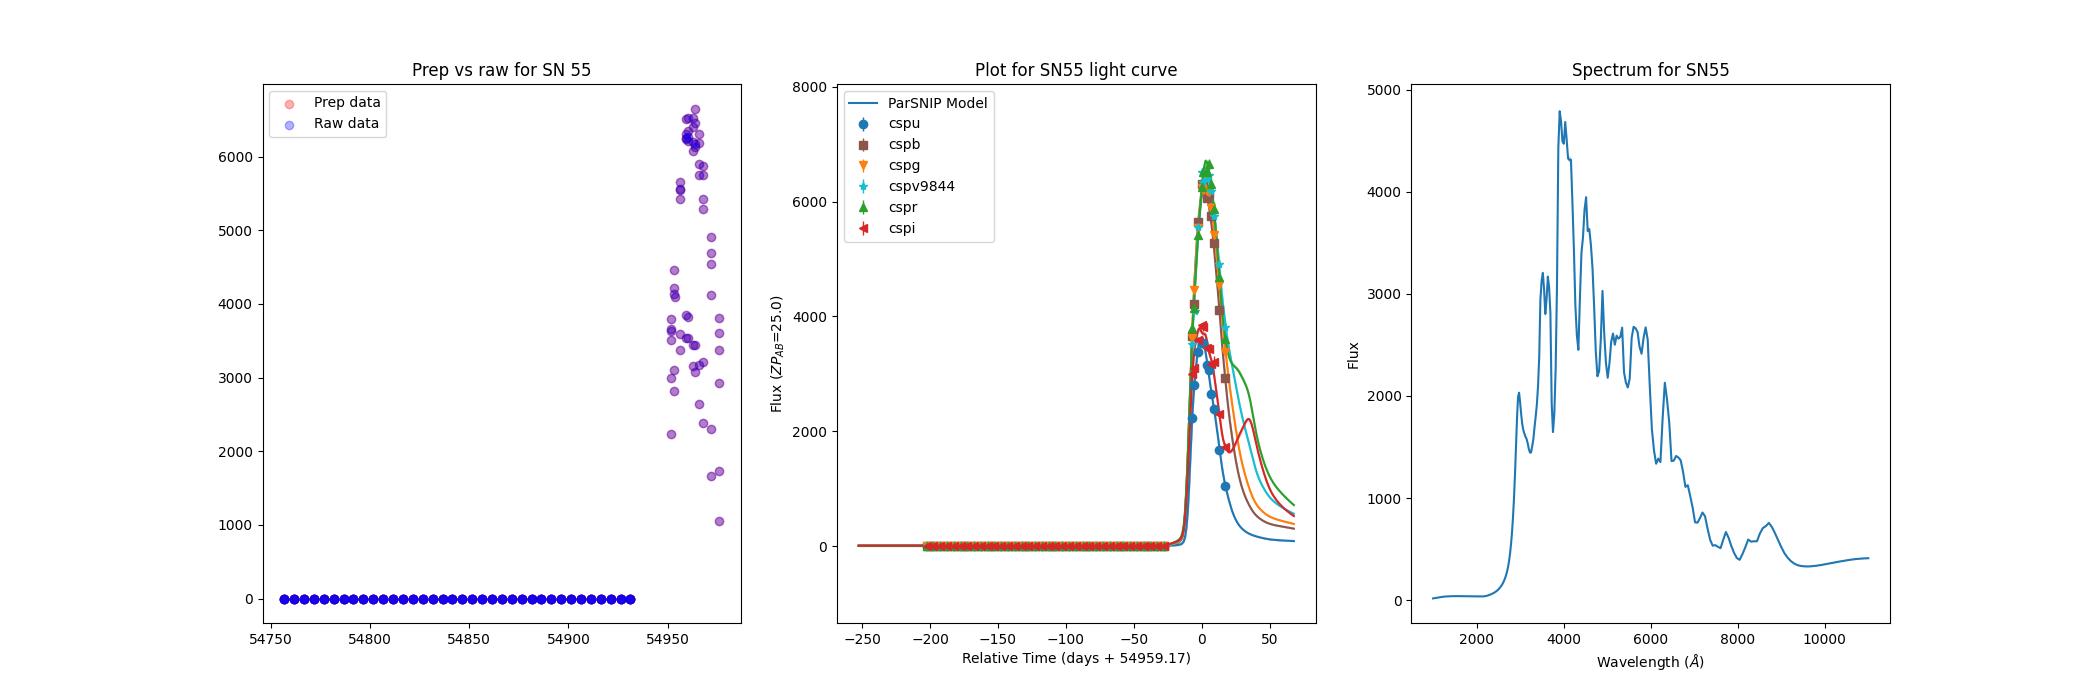 Prep vs raw for SN 55
Prep data
Raw data
6000
5000
4000
3000
2000
1000
0
54750
54800
54850
54900
54950
Plot for SN55 light curve
ParSNIP Model
cspu
cspb
cspg
cspv9844
cspr
cspi
Flux (ZP_AB=25.0)
8000
6000
4000
2000
0
−250
−200
−150
−100
−50
0
50
Relative Time (days + 54959.17)
Spectrum for SN55
Flux
5000
4000
3000
2000
1000
0
2000
4000
6000
8000
10000
Wavelength (Å)